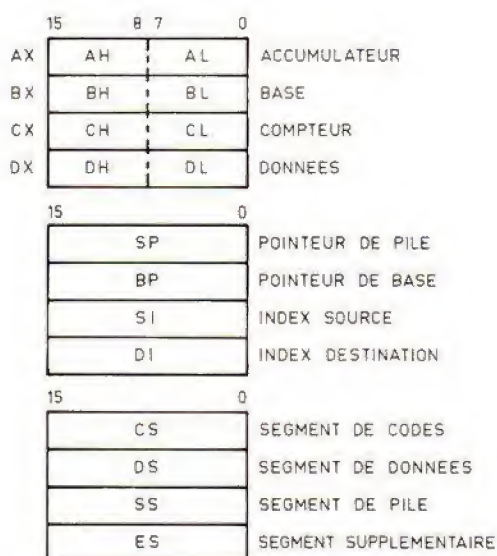 15 8 7 0
AX AH AL ACCUMULATEUR
BX BH BL BASE
CX CH CL COMPTEUR
DX DH DL DONNEES
15 0
SP POINTEUR DE PILE
BP POINTEUR DE BASE
SI INDEX SOURCE
DI INDEX DESTINATION
15 0
CS SEGMENT DE CODES
DS SEGMENT DE DONNEES
SS SEGMENT DE PILE
ES SEGMENT SUPPLEMENTAIRE